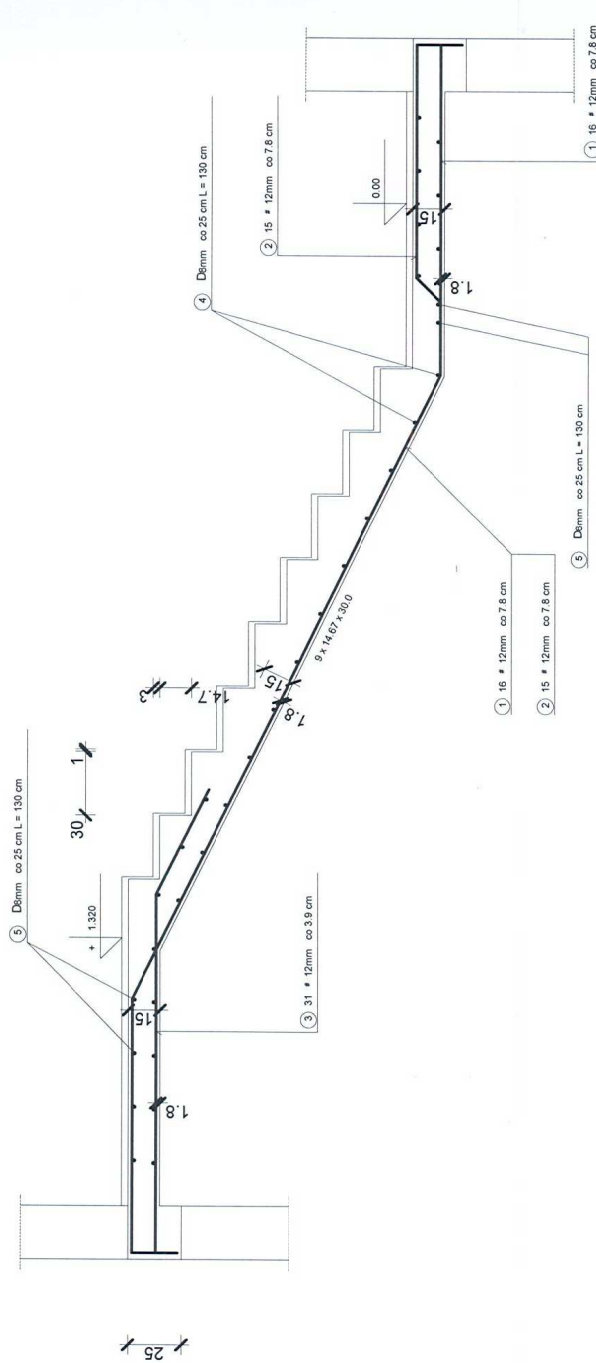 ⑤ D8mm co 25 cm L = 130 cm
30
1
+ 1.320
3
14.7
15
1.8
25
③ 31 # 12mm co 3.9 cm
15
1.8
9 x 14.67 x 30.0
④ D8mm co 25 cm L = 130 cm
② 15 # 12mm co 7.8 cm
0.00
15
1.8
① 16 # 12mm co 7.8 cm
② 15 # 12mm co 7.8 cm
⑤ D8mm co 25 cm L = 130 cm
① 16 # 12mm co 7.8 cm